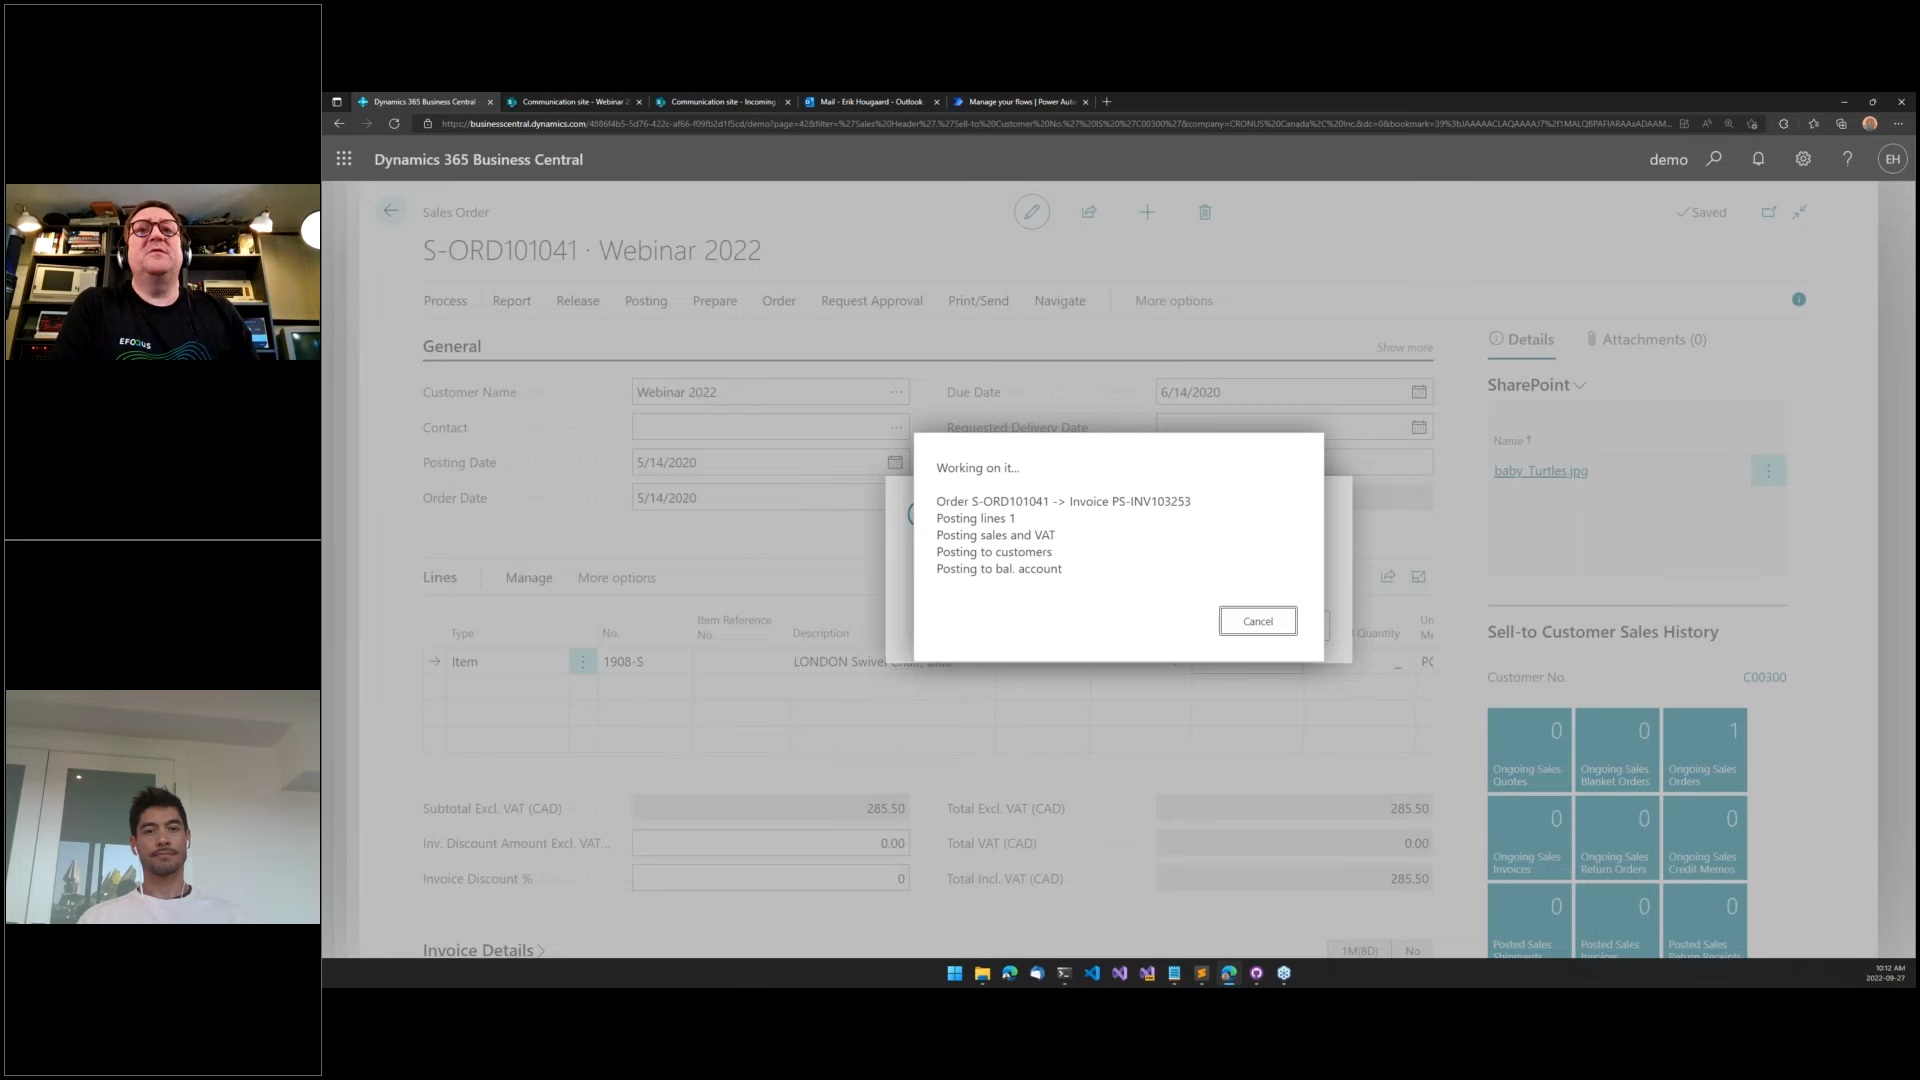 Dynamics 365 Business Central
Communication site - Webinar 2
Communication site - Incoming
Mail - Erik Hougaard - Outlook
Manage your flows | Power Auto
Dynamics 365 Business Central
demo
EH
Sales Order
Saved
S-ORD101041 · Webinar 2022
Process
Report
Release
Posting
Prepare
Order
Request Approval
Print/Send
Navigate
More options
General
Show more
Customer Name
Webinar 2022
Due Date
6/14/2020
Contact
Requested Delivery Date
Posting Date
5/14/2020
Order Date
5/14/2020
Working on it...
Order S-ORD101041 -> Invoice PS-INV103253
Posting lines 1
Posting sales and VAT
Posting to customers
Posting to bal. account
Cancel
Lines
Manage
More options
Type
No.
Item Reference
No.
Description
Quantity
Item
1908-S
LONDON Swivel Chair, blue
Subtotal Excl. VAT (CAD)
285.50
Total Excl. VAT (CAD)
285.50
Inv. Discount Amount Excl. VAT...
0.00
Total VAT (CAD)
0.00
Invoice Discount %
0
Total Incl. VAT (CAD)
285.50
Invoice Details
1M(8D)
No
Details
Attachments (0)
SharePoint
Name
baby_Turtles.jpg
Sell-to Customer Sales History
Customer No.
C00300
0
Ongoing Sales
Quotes
0
Ongoing Sales
Blanket Orders
1
Ongoing Sales
Orders
0
Ongoing Sales
Invoices
0
Ongoing Sales
Return Orders
0
Ongoing Sales
Credit Memos
0
Posted Sales
Shipments
0
Posted Sales
Invoices
0
Posted Sales
Return Receipts
10:12 AM
2022-09-27